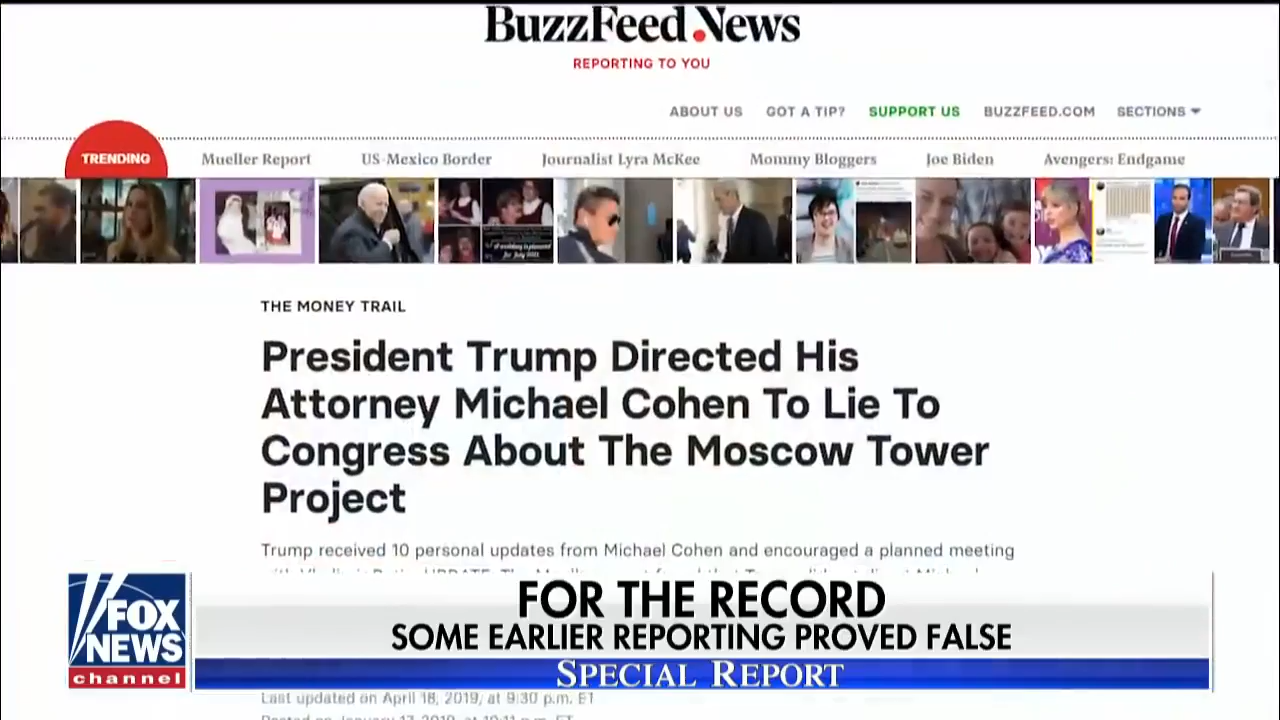 BuzzFeed.News
REPORTING TO YOU
ABOUT US GOT A TIP? SUPPORT US BUZZFEED.COM SECTIONS
TRENDING Mueller Report US-Mexico Border Journalist Lyra McKee Mommy Bloggers Joe Biden Avengers: Endgame
THE MONEY TRAIL
President Trump Directed His
Attorney Michael Cohen To Lie To
Congress About The Moscow Tower
Project
Trump received 10 personal updates from Michael Cohen and encouraged a planned meeting
FOX
NEWS
channel
FOR THE RECORD
SOME EARLIER REPORTING PROVED FALSE
SPECIAL REPORT
Last updated on April 18, 2019, at 9:30 p.m. ET